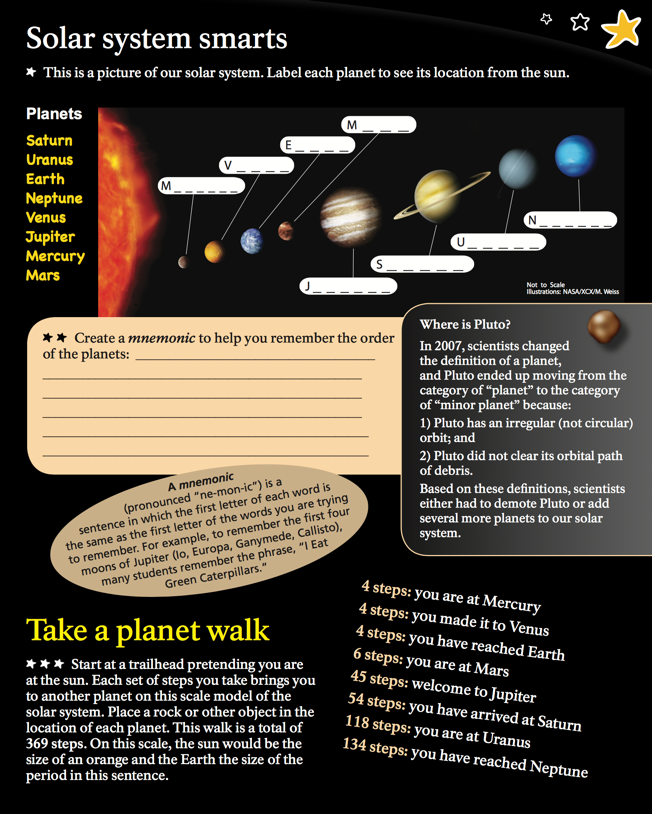 Solar system smarts
This is a picture of our solar system. Label each planet to see its location from the sun.
Planets
Saturn
Uranus
Earth
Neptune
Venus
Jupiter
Mercury
Mars
M _ _ _ _ _ _
V _ _ _ _
E _ _ _ _
M _ _ _
J _ _ _ _ _ _
S _ _ _ _ _
U _ _ _ _ _
N _ _ _ _ _ _
Not to Scale
Illustrations: NASA/XCX/M. Weiss
Create a mnemonic to help you remember the order
of the planets:
A mnemonic
(pronounced “ne-mon-ic”) is a
sentence in which the first letter of each word is
the same as the first letter of the words you are trying
to remember. For example, to remember the first four
moons of Jupiter (Io, Europa, Ganymede, Callisto),
many students remember the phrase, “I Eat
Green Caterpillars.”
Where is Pluto?
In 2007, scientists changed
the definition of a planet,
and Pluto ended up moving from the
category of “planet” to the category
of “minor planet” because:
1) Pluto has an irregular (not circular)
orbit; and
2) Pluto did not clear its orbital path
of debris.
Based on these definitions, scientists
either had to demote Pluto or add
several more planets to our solar
system.
Take a planet walk
Start at a trailhead pretending you are
at the sun. Each set of steps you take brings you
to another planet on this scale model of the
solar system. Place a rock or other object in the
location of each planet. This walk is a total of
369 steps. On this scale, the sun would be the
size of an orange and the Earth the size of the
period in this sentence.
4 steps: you are at Mercury
4 steps: you made it to Venus
4 steps: you have reached Earth
6 steps: you are at Mars
45 steps: welcome to Jupiter
54 steps: you have arrived at Saturn
118 steps: you are at Uranus
134 steps: you have reached Neptune